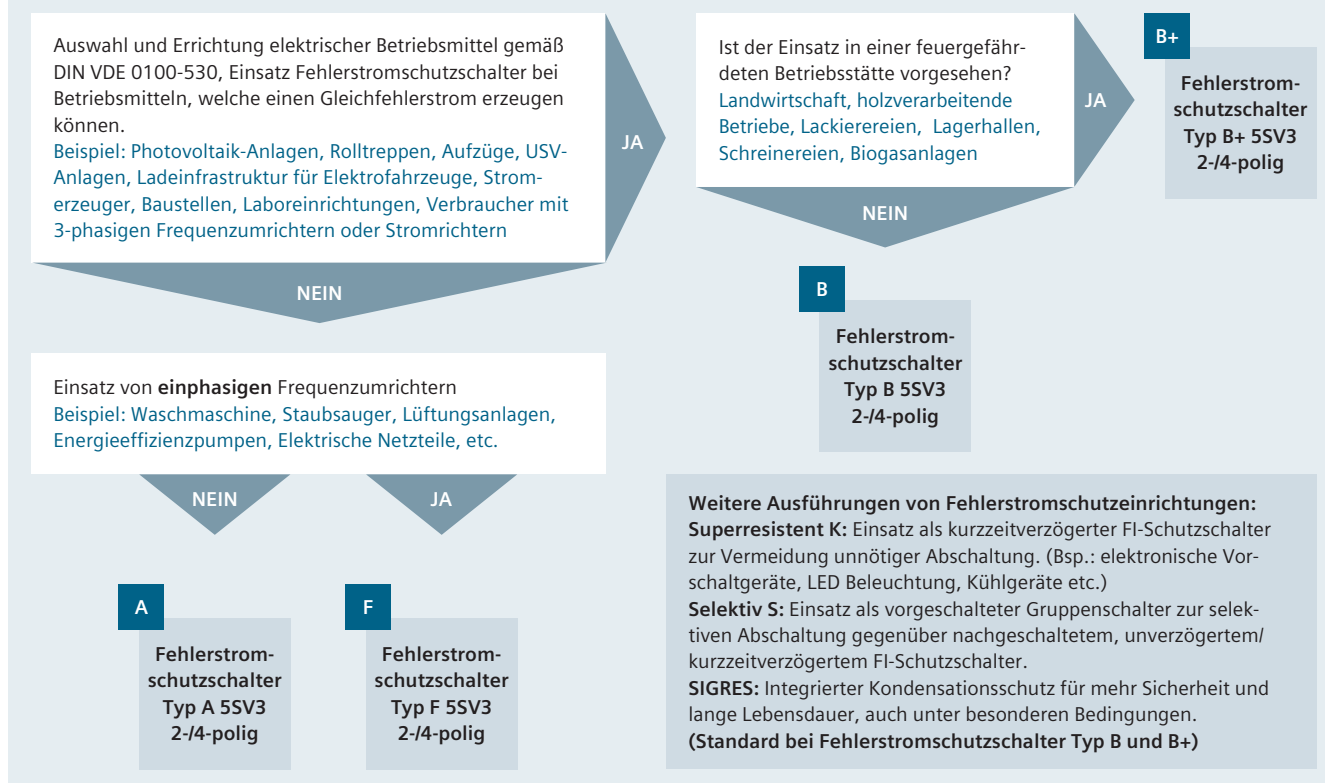 Auswahl und Errichtung elektrischer Betriebsmittel gemäß
DIN VDE 0100-530, Einsatz Fehlerstromschutzschalter bei
Betriebsmitteln, welche einen Gleichfehlerstrom erzeugen
können.
Beispiel: Photovoltaik-Anlagen, Rolltreppen, Aufzüge, USV-
Anlagen, Ladeinfrastruktur für Elektrofahrzeuge, Strom-
erzeuger, Baustellen, Laboreinrichtungen, Verbraucher mit
3-phasigen Frequenzumrichtern oder Stromrichtern
JA
Ist der Einsatz in einer feuergefähr-
deten Betriebsstätte vorgesehen?
Landwirtschaft, holzverarbeitende
Betriebe, Lackierereien, Lagerhallen,
Schreinereien, Biogasanlagen
JA
B+
Fehlerstrom-
schutzschalter
Typ B+ 5SV3
2-/4-polig
NEIN
B
Fehlerstrom-
schutzschalter
Typ B 5SV3
2-/4-polig
NEIN
Einsatz von einphasigen Frequenzumrichtern
Beispiel: Waschmaschine, Staubsauger, Lüftungsanlagen,
Energieeffizienzpumpen, Elektrische Netzteile, etc.
NEIN
JA
A
Fehlerstrom-
schutzschalter
Typ A 5SV3
2-/4-polig
F
Fehlerstrom-
schutzschalter
Typ F 5SV3
2-/4-polig
Weitere Ausführungen von Fehlerstromschutzeinrichtungen:
Superresistent K: Einsatz als kurzzeitverzögerter FI-Schutzschalter
zur Vermeidung unnötiger Abschaltung. (Bsp.: elektronische Vor-
schaltgeräte, LED Beleuchtung, Kühlgeräte etc.)
Selektiv S: Einsatz als vorgeschalteter Gruppenschalter zur selek-
tiven Abschaltung gegenüber nachgeschaltetem, unverzögertem/
kurzzeitverzögertem FI-Schutzschalter.
SIGRES: Integrierter Kondensationsschutz für mehr Sicherheit und
lange Lebensdauer, auch unter besonderen Bedingungen.
(Standard bei Fehlerstromschutzschalter Typ B und B+)